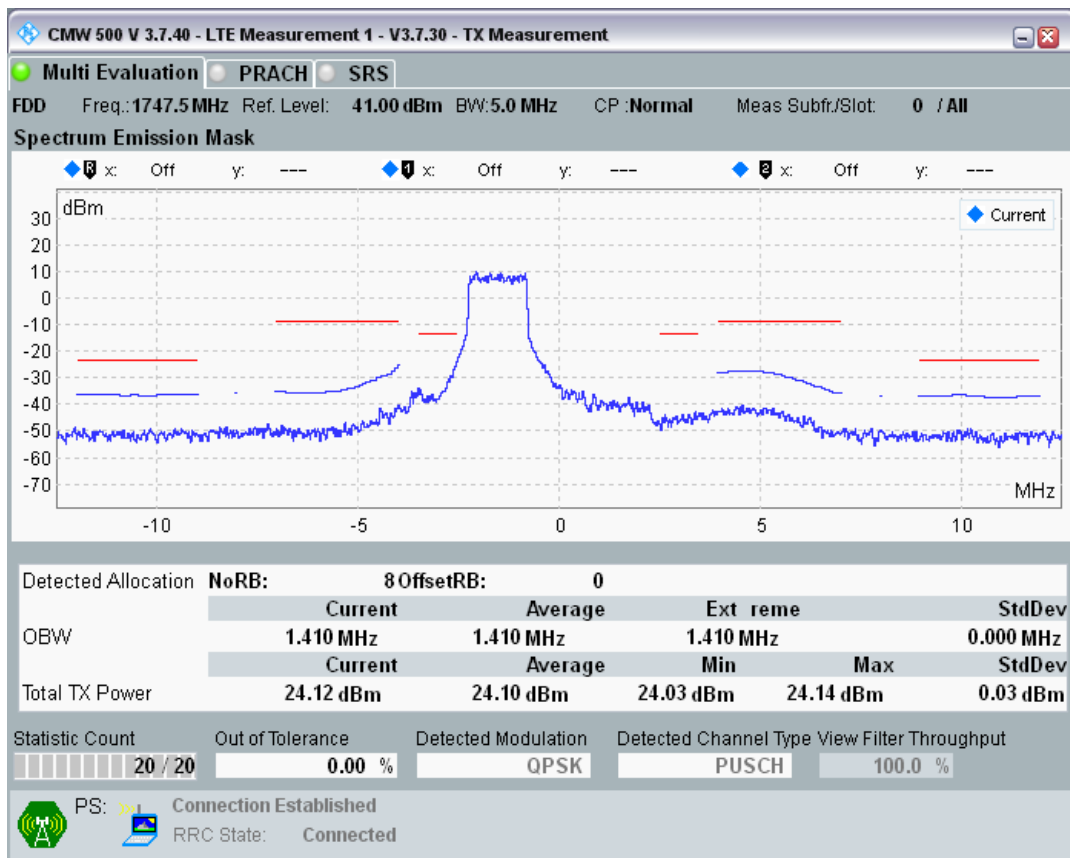 CMW 500 V 3.7.40 - LTE Measurement 1 - V3.7.30 - TX Measurement
Multi Evaluation PRACH SRS
FDD Freq.: 1747.5 MHz Ref. Level: 41.00 dBm BW: 5.0 MHz CP : Normal Meas Subfr./Slot: 0 / All
Spectrum Emission Mask
R x: Off y: --- 1 x: Off y: --- 2 x: Off y: ---
dBm
Current
30
20
10
0
-10
-20
-30
-40
-50
-60
-70
MHz
-10 -5 0 5 10
Detected Allocation NoRB: 8 OffsetRB: 0
Current Average Ext reme StdDev
OBW 1.410 MHz 1.410 MHz 1.410 MHz 0.000 MHz
Current Average Min Max StdDev
Total TX Power 24.12 dBm 24.10 dBm 24.03 dBm 24.14 dBm 0.03 dBm
Statistic Count Out of Tolerance Detected Modulation Detected Channel Type View Filter Throughput
20 / 20 0.00 % QPSK PUSCH 100.0 %
PS: Connection Established
RRC State: Connected